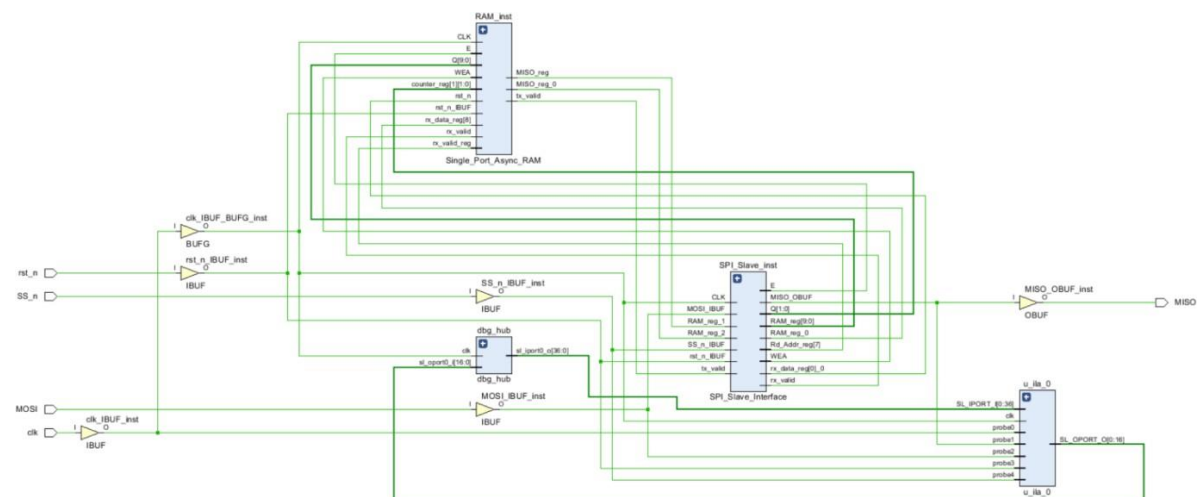 RAM_inst
CLK
E
Q[9:0]
WEA
counter_reg[1][1:0]
rst_n
rst_n_IBUF
rx_data_reg[8]
rx_valid
rx_valid_reg
MISO_reg
MISO_reg_0
tx_valid
Single_Port_Async_RAM
clk_IBUF_BUFG_inst
I O
BUFG
rst_n
rst_n_IBUF_inst
I O
IBUF
SS_n
SS_n_IBUF_inst
I O
IBUF
SPI_Slave_inst
CLK
MOSI_IBUF
RAM_reg_1
RAM_reg_2
SS_n_IBUF
rst_n_IBUF
tx_valid
E
MISO_OBUF
Q[1:0]
RAM_reg[9:0]
RAM_reg_0
Rd_Addr_reg[7]
WEA
rx_data_reg[0]_0
rx_valid
SPI_Slave_Interface
MISO_OBUF_inst
I O
OBUF
MISO
dbg_hub
clk
sl_oport0_i[16:0]
sl_iport0_o[36:0]
dbg_hub
MOSI
MOSI_IBUF_inst
I O
IBUF
clk
clk_IBUF_inst
I O
IBUF
u_ila_0
SL_IPORT_I[0:36]
clk
probe0
probe1
probe2
probe3
probe4
SL_OPORT_O[0:16]
u_ila_0